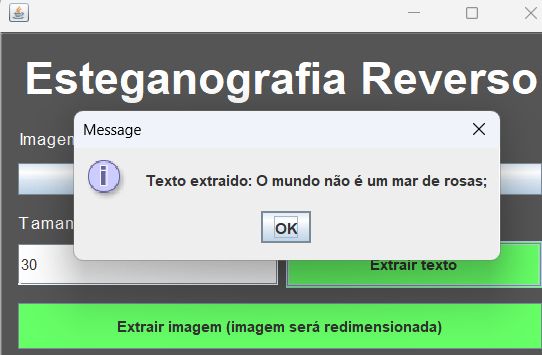 Esteganografia Reverso
Imagem
Message
Texto extraido: O mundo não é um mar de rosas;
OK
Taman
30
Extrair texto
Extrair imagem (imagem será redimensionada)